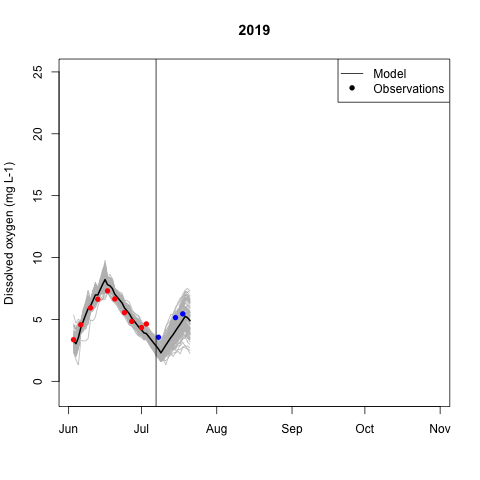 2019
Model
Observations
Dissolved oxygen (mg L-1)
25
20
15
10
5
0
Jun Jul Aug Sep Oct Nov